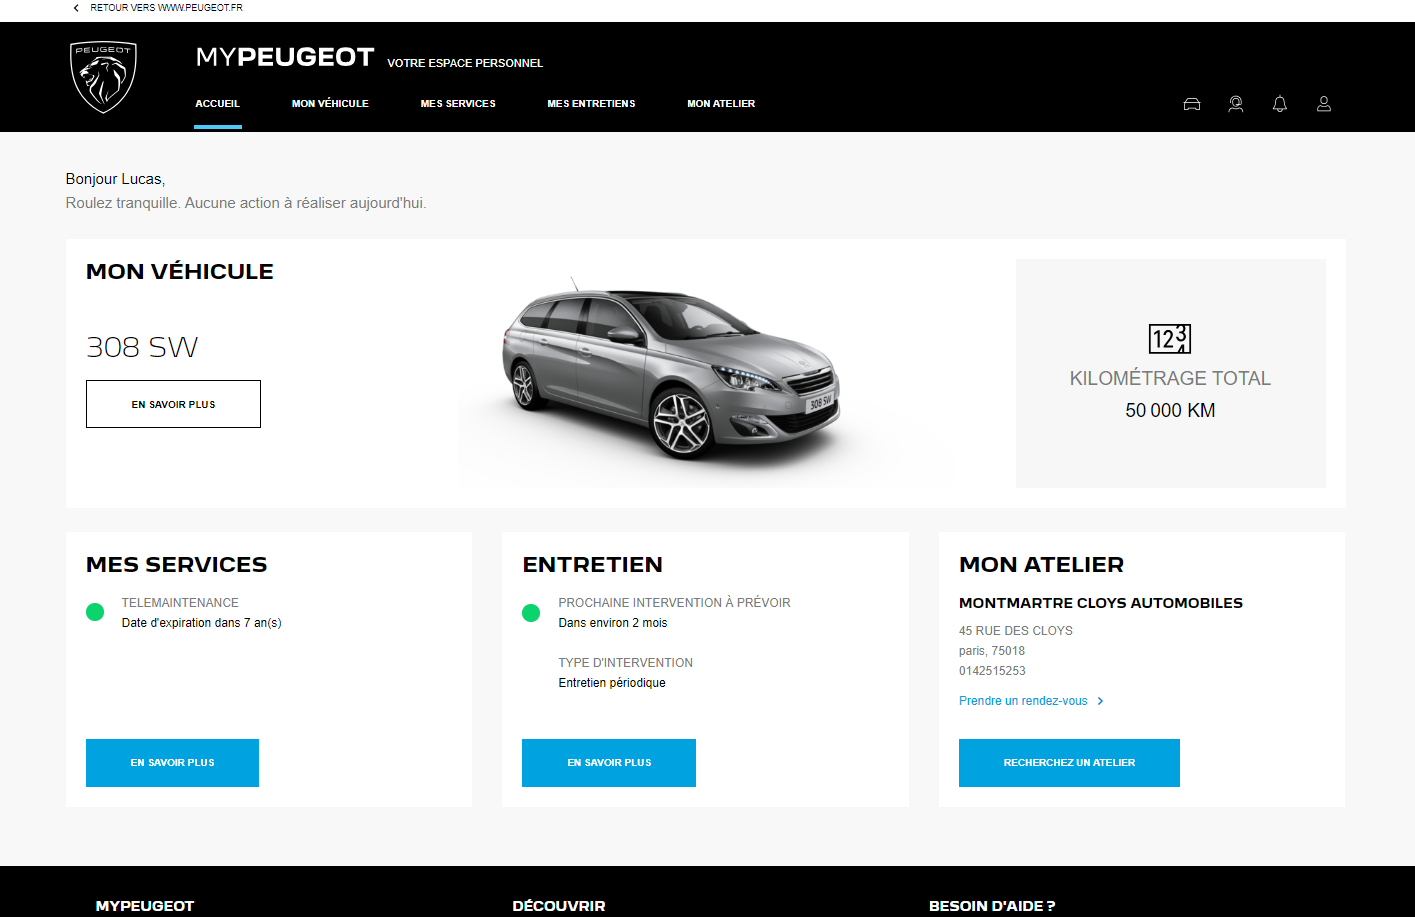 RETOUR VERS WWW.PEUGEOT.FR
PEUGEOT
MYPEUGEOT VOTRE ESPACE PERSONNEL
ACCUEIL MON VÉHICULE MES SERVICES MES ENTRETIENS MON ATELIER
Bonjour Lucas,
Roulez tranquille. Aucune action à réaliser aujourd'hui.
MON VÉHICULE
308 SW
EN SAVOIR PLUS
308 SW
123
4
KILOMÉTRAGE TOTAL
50 000 KM
MES SERVICES
TELEMAINTENANCE
Date d'expiration dans 7 an(s)
EN SAVOIR PLUS
ENTRETIEN
PROCHAINE INTERVENTION À PRÉVOIR
Dans environ 2 mois
TYPE D'INTERVENTION
Entretien périodique
EN SAVOIR PLUS
MON ATELIER
MONTMARTRE CLOYS AUTOMOBILES
45 RUE DES CLOYS
paris, 75018
0142515253
Prendre un rendez-vous
RECHERCHEZ UN ATELIER
MYPEUGEOT DÉCOUVRIR BESOIN D'AIDE ?